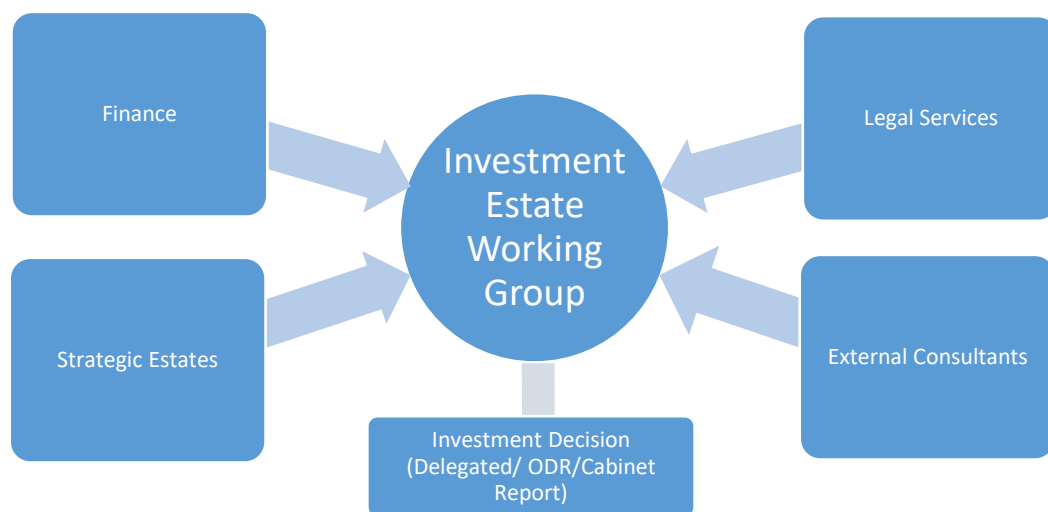 Finance
Legal Services
Investment
Estate
Working
Group
Strategic Estates
External Consultants
Investment Decision
(Delegated/ ODR/Cabinet
Report)